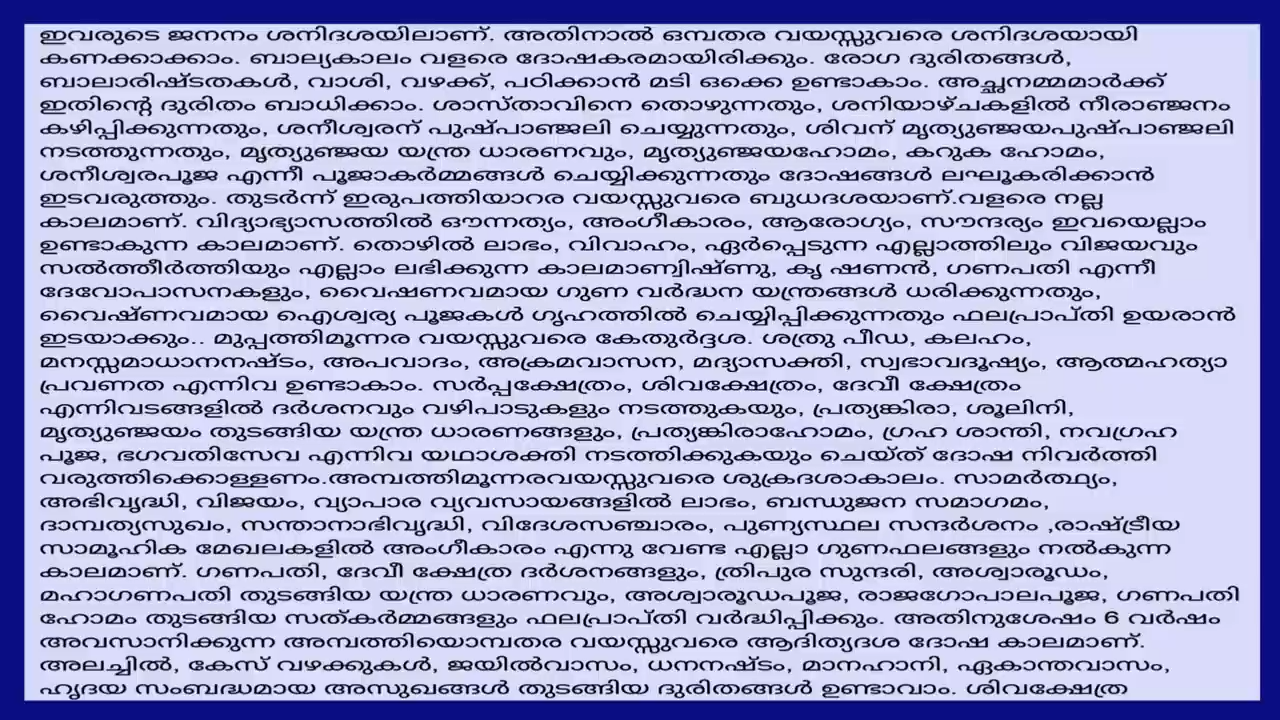 ഇവരുടെ ജനനം ശനിദശയിലാണ്. അതിനാൽ ഒമ്പതര വയസ്സുവരെ ശനിദശയായി
കണക്കാക്കാം. ബാല്യകാലം വളരെ ദോഷകരമായിരിക്കും. രോഗ ദുരിതങ്ങൾ,
ബാലാരിഷ്ടതകൾ, വാശി, വഴക്ക്, പഠിക്കാൻ മടി ഒക്കെ ഉണ്ടാകാം. അച്ഛനമ്മമാർക്ക്
ഇതിന്റെ ദുരിതം ബാധിക്കാം. ശാസ്താവിനെ തൊഴുന്നതും, ശനിയാഴ്ചകളിൽ നീരാഞ്ജനം
കഴിപ്പിക്കുന്നതും, ശനീശ്വരന് പുഷ്പാഞ്ജലി ചെയ്യുന്നതും, ശിവന് മൃത്യുഞ്ജയപുഷ്പാഞ്ജലി
നടത്തുന്നതും, മൃത്യുഞ്ജയ യന്ത്ര ധാരണവും, മൃത്യുഞ്ജയഹോമം, കറുക ഹോമം,
ശനീശ്വരപൂജ എന്നീ പൂജാകർമ്മങ്ങൾ ചെയ്യിക്കുന്നതും ദോഷങ്ങൾ ലഘൂകരിക്കാൻ
ഇടവരുത്തും. തുടർന്ന് ഇരുപത്തിയാറര വയസ്സുവരെ ബുധദശയാണ്.വളരെ നല്ല
കാലമാണ്. വിദ്യാഭ്യാസത്തിൽ ഔന്നത്യം, അംഗീകാരം, ആരോഗ്യം, സൗന്ദര്യം ഇവയെല്ലാം
ഉണ്ടാകുന്ന കാലമാണ്. തൊഴിൽ ലാഭം, വിവാഹം, ഏർപ്പെടുന്ന എല്ലാത്തിലും വിജയവും
സൽത്തീർത്തിയും എല്ലാം ലഭിക്കുന്ന കാലമാണ്വിഷ്ണു, കൃ ഷണൻ, ഗണപതി എന്നീ
ദേവോപാസനകളും, വൈഷണവമായ ഗുണ വർദ്ധന യന്ത്രങ്ങൾ ധരിക്കുന്നതും,
വൈഷ്ണവമായ ഐശ്വര്യ പൂജകൾ ഗൃഹത്തിൽ ചെയ്യിപ്പിക്കുന്നതും ഫലപ്രാപ്തി ഉയരാൻ
ഇടയാക്കും.. മുപ്പത്തിമൂന്നര വയസ്സുവരെ കേതുർദ്ദശ. ശത്രു പീഡ, കലഹം,
മനസ്സമാധാനനഷ്ടം, അപവാദം, അക്രമവാസന, മദ്യാസക്തി, സ്വഭാവദൂഷ്യം, ആത്മഹത്യാ
പ്രവണത എന്നിവ ഉണ്ടാകാം. സർപ്പക്ഷേത്രം, ശിവക്ഷേത്രം, ദേവീ ക്ഷേത്രം
എന്നിവടങ്ങളിൽ ദർശനവും വഴിപാടുകളും നടത്തുകയും, പ്രത്യങ്കിരാ, ശൂലിനി,
മൃത്യുഞ്ജയം തുടങ്ങിയ യന്ത്ര ധാരണങ്ങളും, പ്രത്യങ്കിരാഹോമം, ഗ്രഹ ശാന്തി, നവഗ്രഹ
പൂജ, ഭഗവതിസേവ എന്നിവ യഥാശക്തി നടത്തിക്കുകയും ചെയ്ത് ദോഷ നിവർത്തി
വരുത്തിക്കൊള്ളണം.അമ്പത്തിമൂന്നരവയസ്സുവരെ ശുക്രദശാകാലം. സാമർത്ഥ്യം,
അഭിവൃദ്ധി, വിജയം, വ്യാപാര വ്യവസായങ്ങളിൽ ലാഭം, ബന്ധുജന സമാഗമം,
ദാമ്പത്യസുഖം, സന്താനാഭിവൃദ്ധി, വിദേശസഞ്ചാരം, പുണ്യസ്ഥല സന്ദർശനം ,രാഷ്ട്രീയ
സാമൂഹിക മേഖലകളിൽ അംഗീകാരം എന്നു വേണ്ട എല്ലാ ഗുണഫലങ്ങളും നൽകുന്ന
കാലമാണ്. ഗണപതി, ദേവീ ക്ഷേത്ര ദർശനങ്ങളും, ത്രിപുര സുന്ദരി, അശ്വാരൂഡം,
മഹാഗണപതി തുടങ്ങിയ യന്ത്ര ധാരണവും, അശ്വാരൂഡപൂജ, രാജഗോപാലപൂജ, ഗണപതി
ഹോമം തുടങ്ങിയ സത്കർമ്മങ്ങളും ഫലപ്രാപ്തി വർദ്ധിപ്പിക്കും. അതിനുശേഷം 6 വർഷം
അവസാനിക്കുന്ന അമ്പത്തിയൊമ്പതര വയസ്സുവരെ ആദിത്യദശ ദോഷ കാലമാണ്.
അലച്ചിൽ, കേസ് വഴക്കുകൾ, ജയിൽവാസം, ധനനഷ്ടം, മാനഹാനി, ഏകാന്തവാസം,
ഹൃദയ സംബദ്ധമായ അസുഖങ്ങൾ തുടങ്ങിയ ദുരിതങ്ങൾ ഉണ്ടാവാം. ശിവക്ഷേത്ര